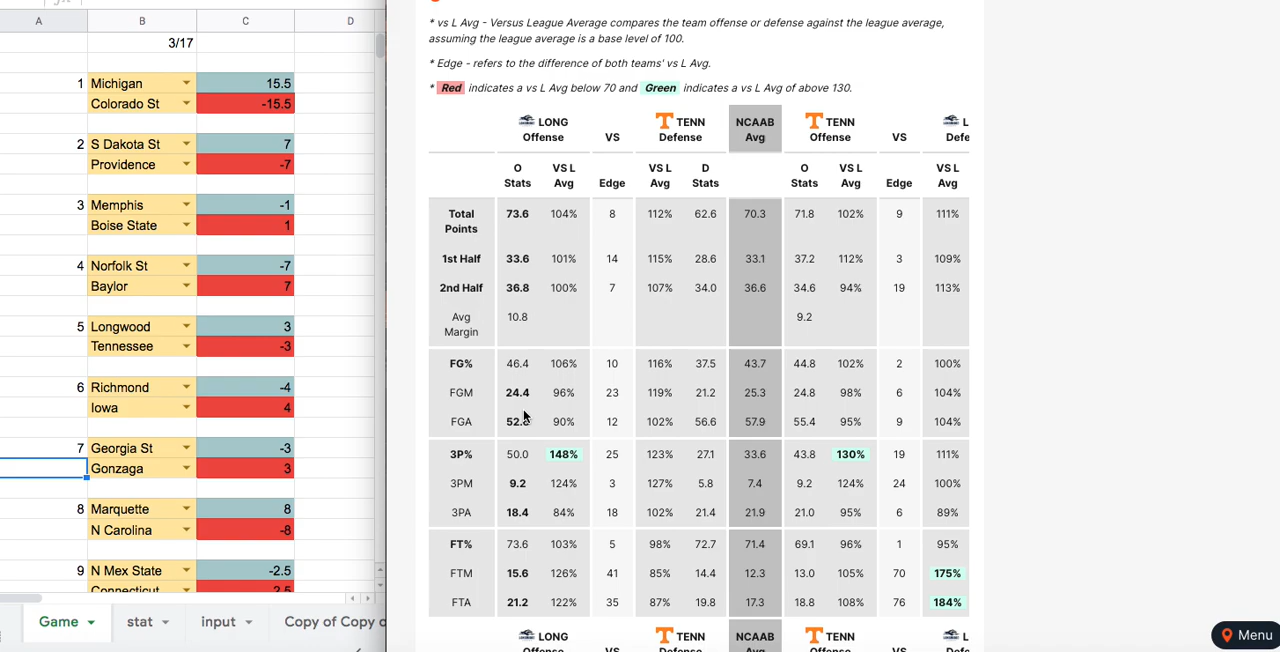 A B C D
3/17
1 Michigan 15.5
Colorado St -15.5
2 S Dakota St 7
Providence -7
3 Memphis -1
Boise State 1
4 Norfolk St -7
Baylor 7
5 Longwood 3
Tennessee -3
6 Richmond -4
Iowa 4
7 Georgia St -3
Gonzaga 3
8 Marquette 8
N Carolina -8
9 N Mex State -2.5
Connecticut 2.5
Game stat input Copy of Copy o
* vs L Avg - Versus League Average compares the team offense or defense against the league average,
assuming the league average is a base level of 100.
* Edge - refers to the difference of both teams' vs L Avg.
* Red indicates a vs L Avg below 70 and Green indicates a vs L Avg of above 130.
LONG TENN NCAAB TENN L
Offense VS Defense Avg Offense VS Defe
O VS L VS L D O VS L VS L
Stats Avg Edge Avg Stats Stats Avg Edge Avg
Total 73.6 104% 8 112% 62.6 70.3 71.8 102% 9 111%
Points
1st Half 33.6 101% 14 115% 28.6 33.1 37.2 112% 3 109%
2nd Half 36.8 100% 7 107% 34.0 36.6 34.6 94% 19 113%
Avg 10.8 9.2
Margin
FG% 46.4 106% 10 116% 37.5 43.7 44.8 102% 2 100%
FGM 24.4 96% 23 119% 21.2 25.3 24.8 98% 6 104%
FGA 90% 12 102% 56.6 57.9 55.4 95% 9 104%
3P% 50.0 148% 25 123% 27.1 33.6 43.8 130% 19 111%
3PM 9.2 124% 3 127% 5.8 7.4 9.2 124% 24 100%
3PA 18.4 84% 18 102% 21.4 21.9 21.0 95% 6 89%
FT% 73.6 103% 5 98% 72.7 71.4 69.1 96% 1 95%
FTM 15.6 126% 41 85% 14.4 12.3 13.0 105% 70 175%
FTA 21.2 122% 35 87% 19.8 17.3 18.8 108% 76 184%
LONG TENN NCAAB TENN L
Offense VS Defense Avg Offense VS Defe
Menu